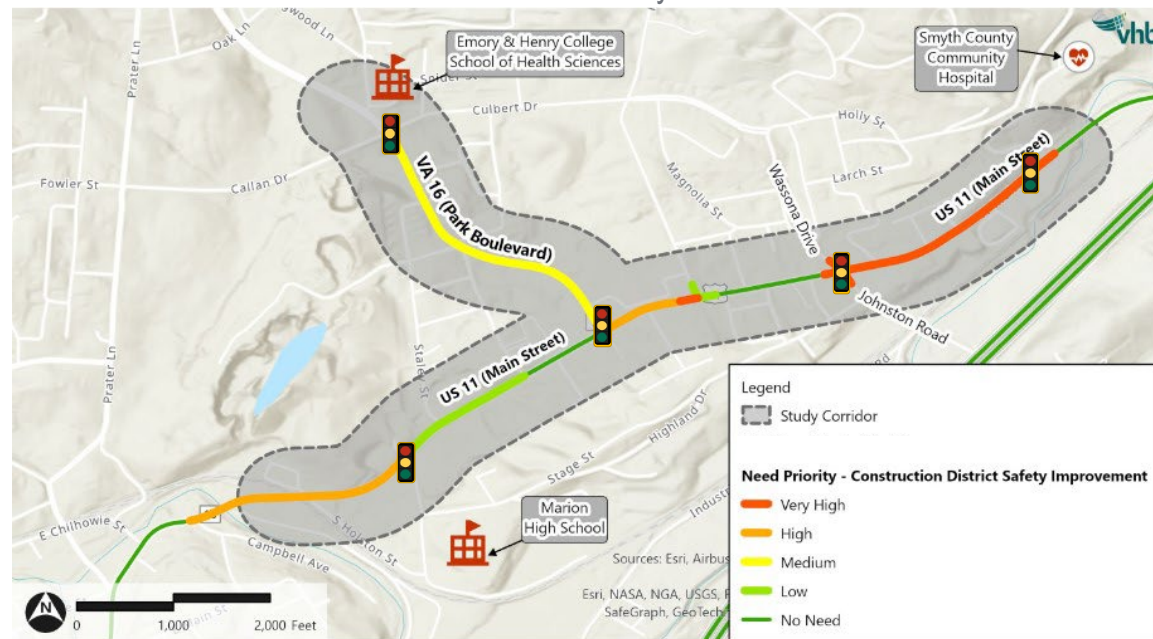 Oak Ln
Prater Ln
Emory & Henry College
School of Health Sciences
Culbert Dr
Smyth County
Community
Hospital
vhb
Holly St
Fowler St
Callan Dr
VA 16 (Park Boulevard)
Magnolia St
Wassona Drive
Larch St
US 11 (Main Street)
Johnston Road
Prater Ln
Staley St
US 11 (Main Street)
Highland Dr
Stage St
E Chilhowie St
S Holston St
Campbell Ave
Marion
High School
Sources: Esri, Airbus
Esri, NASA, NGA, USGS,
SafeGraph, GeoTech
N
0
1,000
2,000 Feet
Legend
Study Corridor
Need Priority - Construction District Safety Improvement
Very High
High
Medium
Low
No Need